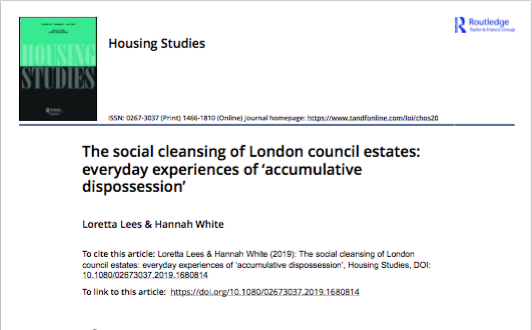 HOUSING
STUDIES
Housing Studies
Routledge
Taylor & Francis Group
ISSN: 0267-3037 (Print) 1466-1810 (Online) Journal homepage: https://www.tandfonline.com/loi/chos20
The social cleansing of London council estates:
everyday experiences of ‘accumulative
dispossession’
Loretta Lees & Hannah White
To cite this article: Loretta Lees & Hannah White (2019): The social cleansing of London
council estates: everyday experiences of ‘accumulative dispossession’, Housing Studies, DOI:
10.1080/02673037.2019.1680814
To link to this article: https://doi.org/10.1080/02673037.2019.1680814